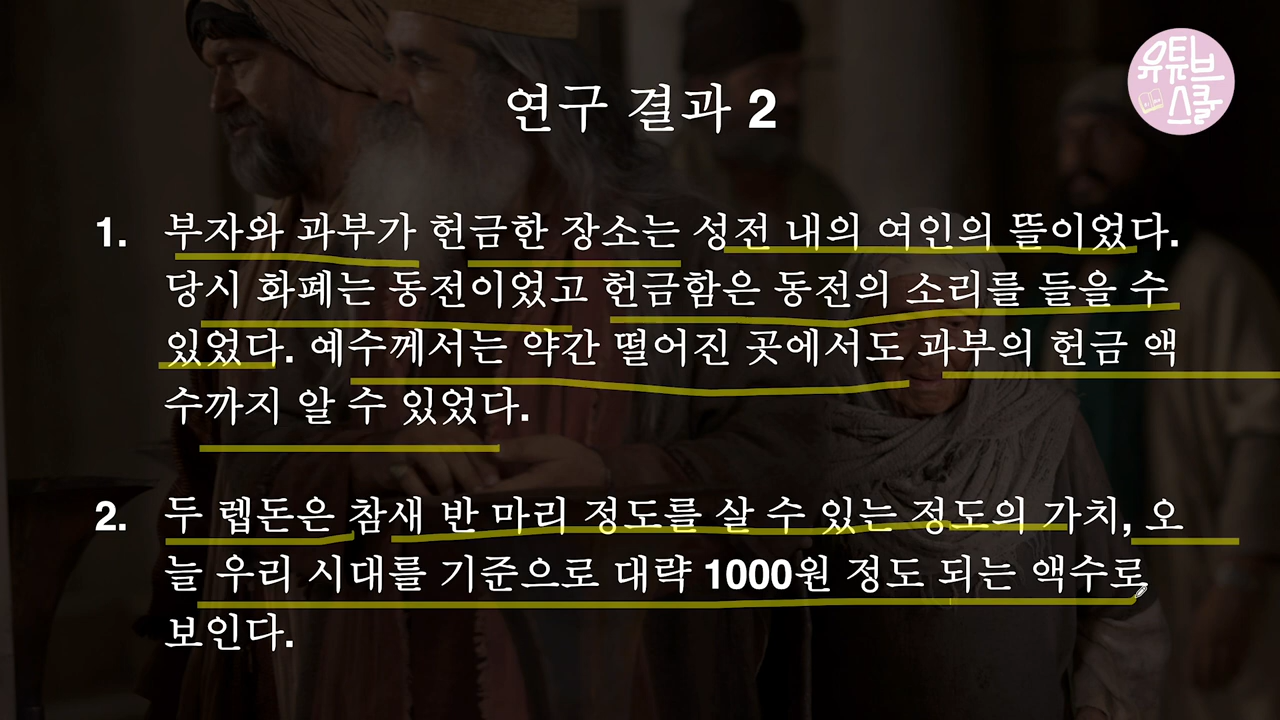 유튜브
스쿨
연구 결과 2
1. 부자와 과부가 헌금한 장소는 성전 내의 여인의 뜰이었다.
당시 화폐는 동전이었고 헌금함은 동전의 소리를 들을 수
있었다. 예수께서는 약간 떨어진 곳에서도 과부의 헌금 액
수까지 알 수 있었다.
2. 두 렙돈은 참새 반 마리 정도를 살 수 있는 정도의 가치, 오
늘 우리 시대를 기준으로 대략 1000원 정도 되는 액수로
보인다.